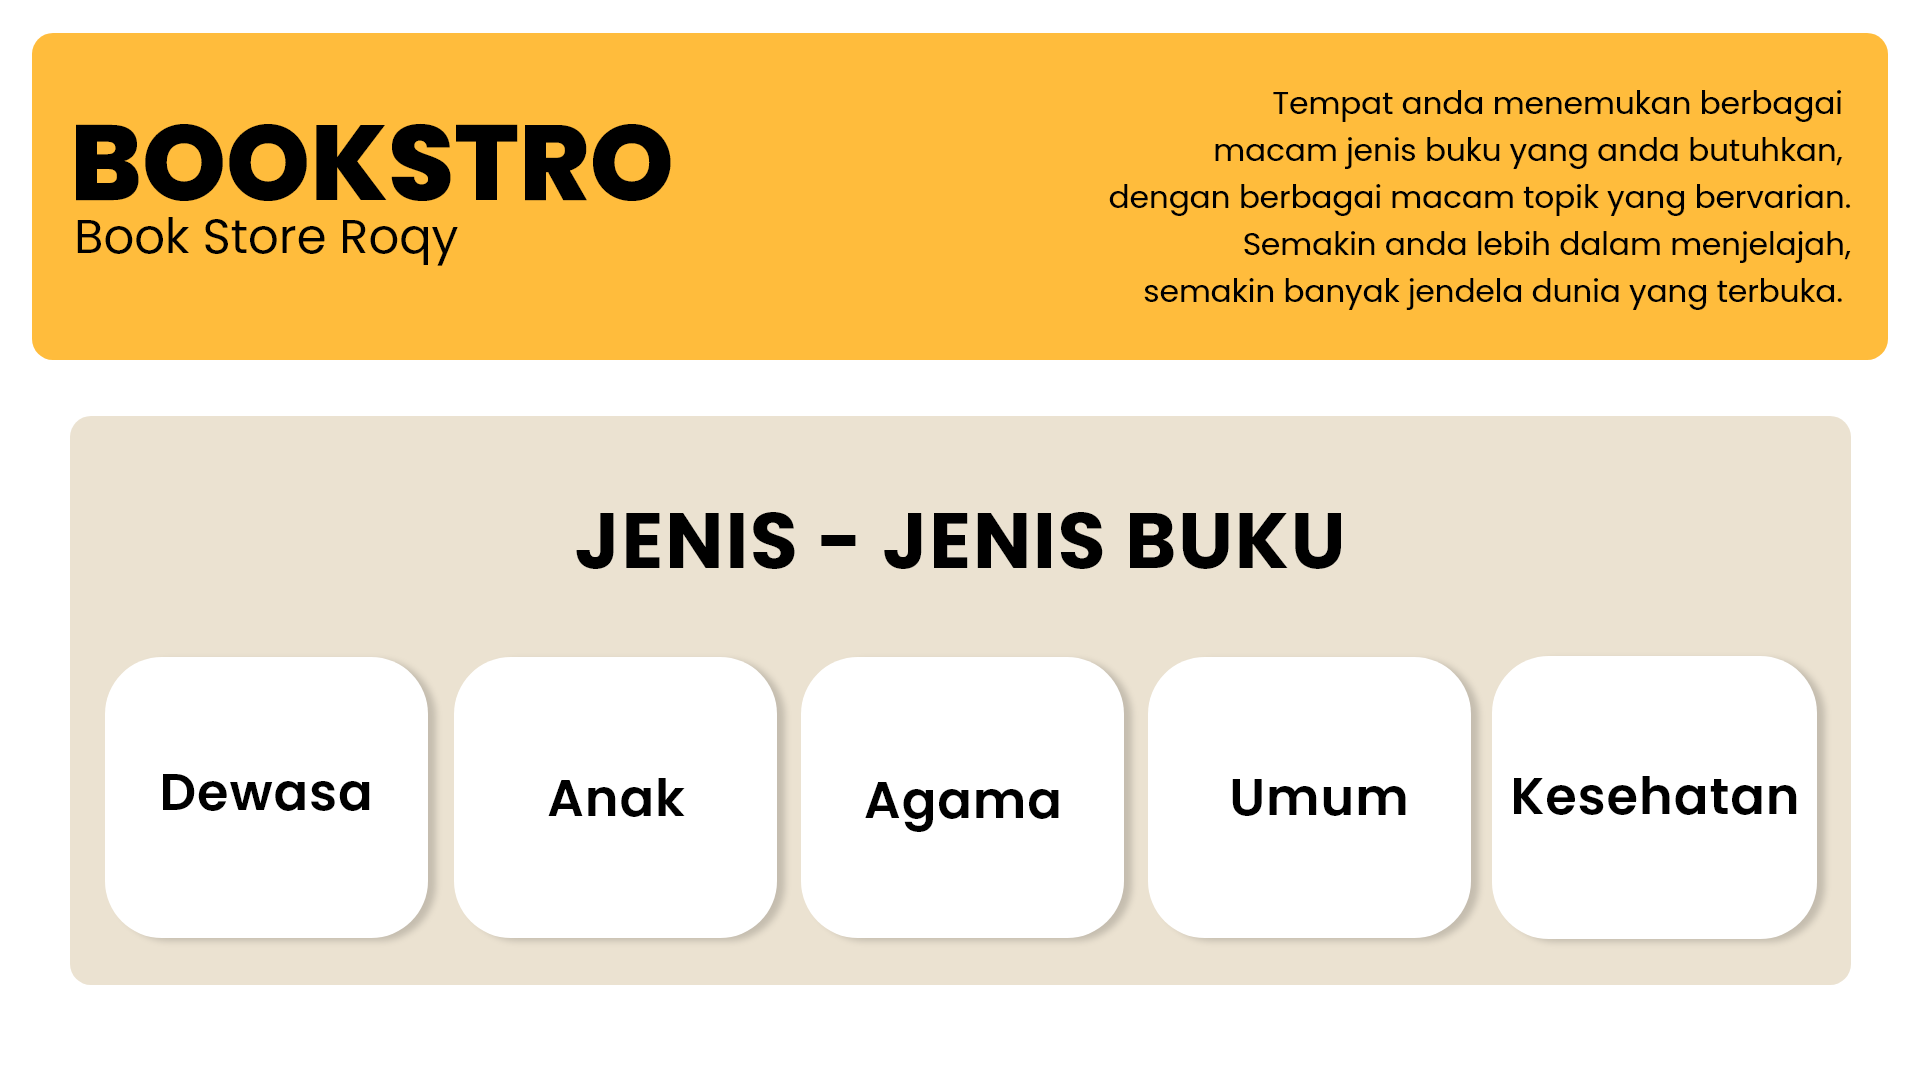 BOOKSTRO
Book Store Roqy
Tempat anda menemukan berbagai
macam jenis buku yang anda butuhkan,
dengan berbagai macam topik yang bervarian.
Semakin anda lebih dalam menjelajah,
semakin banyak jendela dunia yang terbuka.
JENIS - JENIS BUKU
Dewasa
Anak
Agama
Umum
Kesehatan